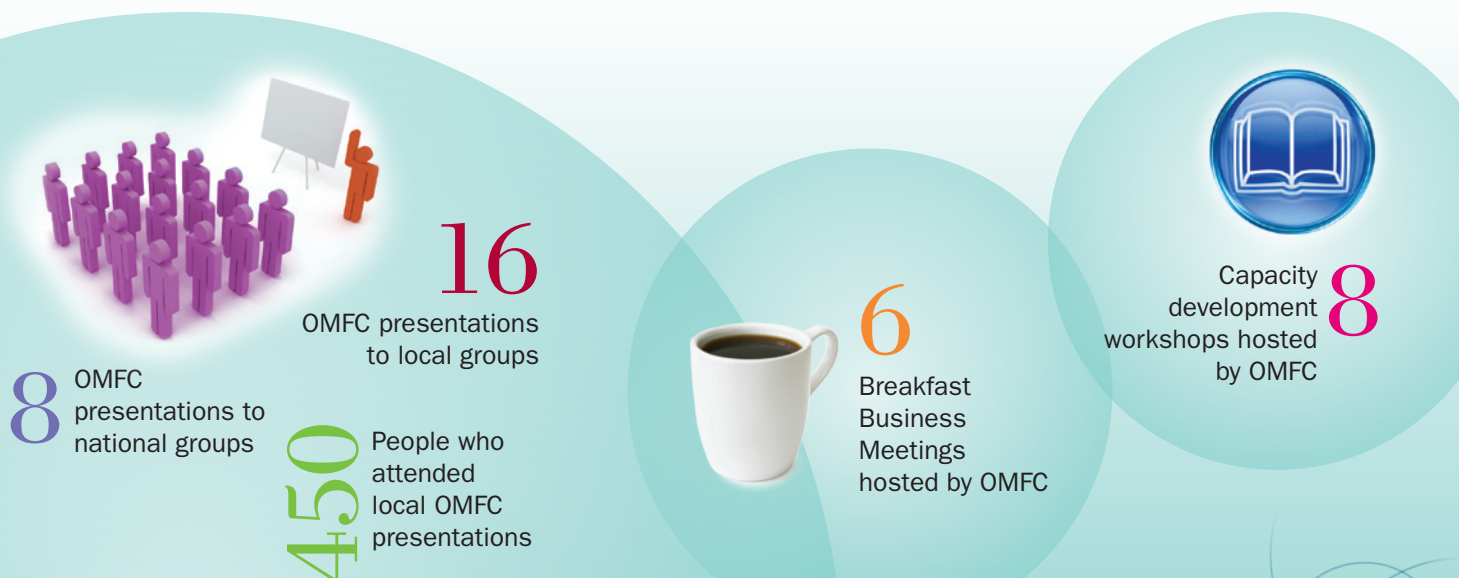 16
OMFC presentations
to local groups
8
OMFC
presentations to
national groups
450
People who
attended
local OMFC
presentations
6
Breakfast
Business
Meetings
hosted by OMFC
Capacity
development
workshops hosted
by OMFC
8